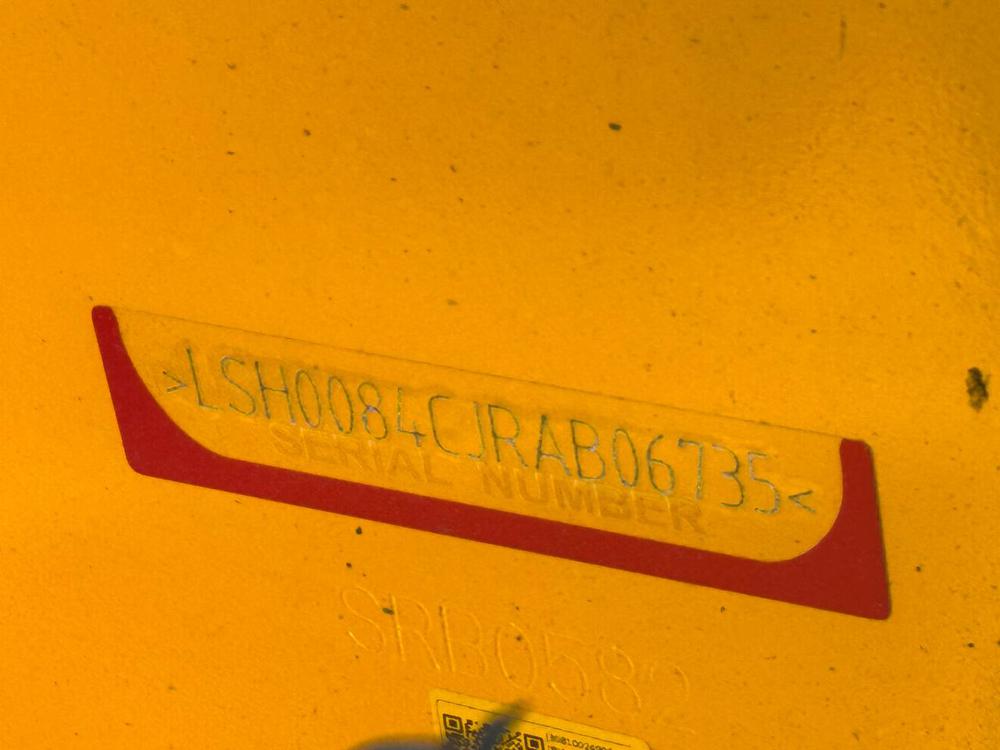 >LSH0084CJRAB06735<
SERIAL NUMBER
SRB0582